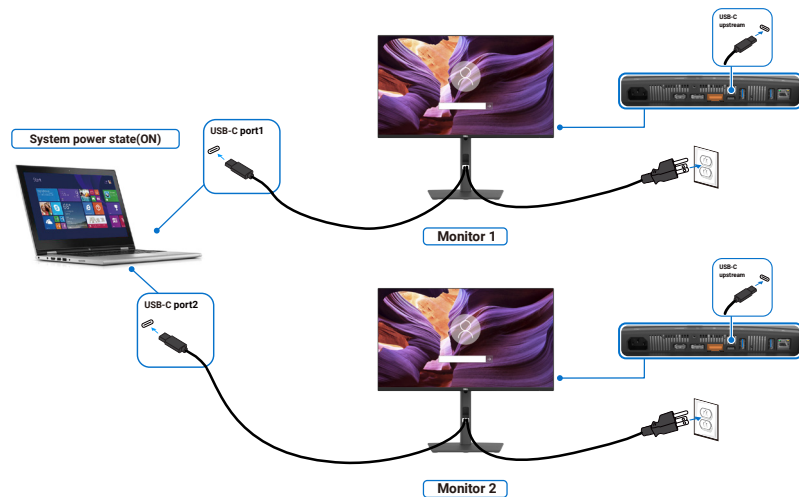 USB-C
upstream
USB-C port1
System power state(ON)
Monitor 1
USB-C
upstream
USB-C port2
Monitor 2